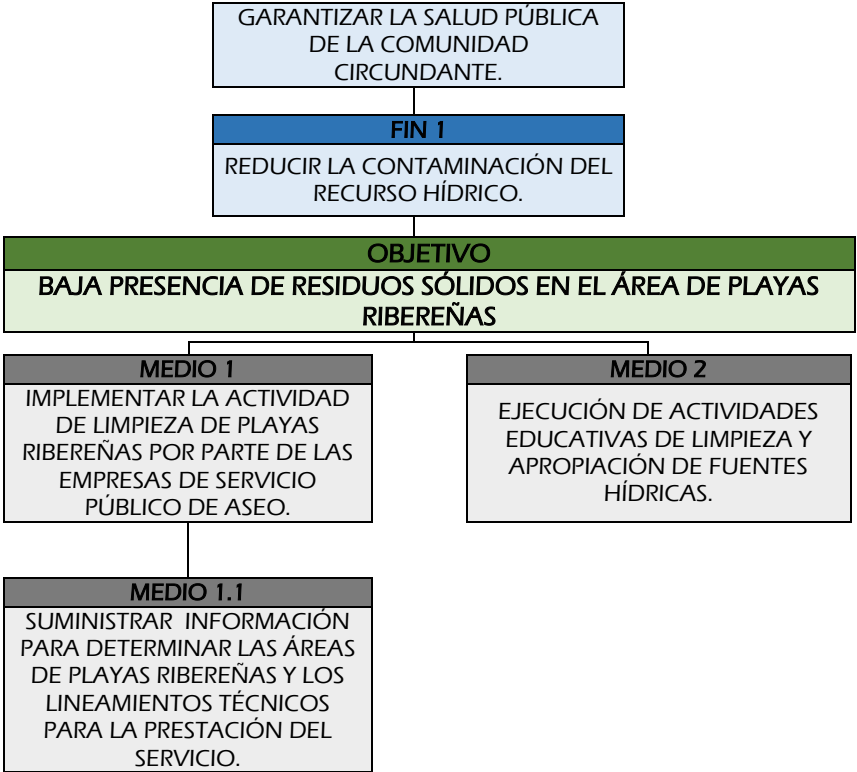 GARANTIZAR LA SALUD PÚBLICA
DE LA COMUNIDAD
CIRCUNDANTE.
FIN 1
REDUCIR LA CONTAMINACIÓN DEL
RECURSO HÍDRICO.
OBJETIVO
BAJA PRESENCIA DE RESIDUOS SÓLIDOS EN EL ÁREA DE PLAYAS
RIBEREÑAS
MEDIO 1
IMPLEMENTAR LA ACTIVIDAD
DE LIMPIEZA DE PLAYAS
RIBEREÑAS POR PARTE DE LAS
EMPRESAS DE SERVICIO
PÚBLICO DE ASEO.
MEDIO 2
EJECUCIÓN DE ACTIVIDADES
EDUCATIVAS DE LIMPIEZA Y
APROPIACIÓN DE FUENTES
HÍDRICAS.
MEDIO 1.1
SUMINISTRAR INFORMACIÓN
PARA DETERMINAR LAS ÁREAS
DE PLAYAS RIBEREÑAS Y LOS
LINEAMIENTOS TÉCNICOS
PARA LA PRESTACIÓN DEL
SERVICIO.